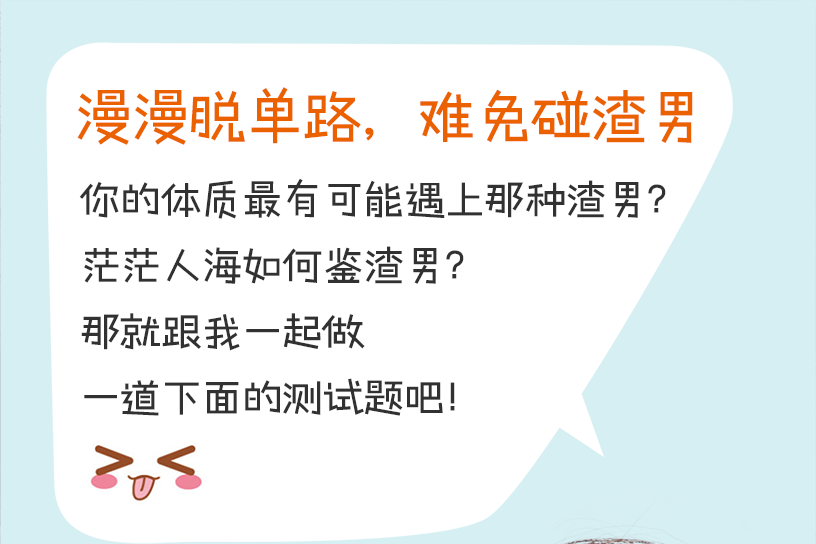 漫漫脱单路，难免碰渣男
你的体质最有可能遇上那种渣男?
茫茫人海如何鉴渣男?
那就跟我一起做
一道下面的测试题吧!